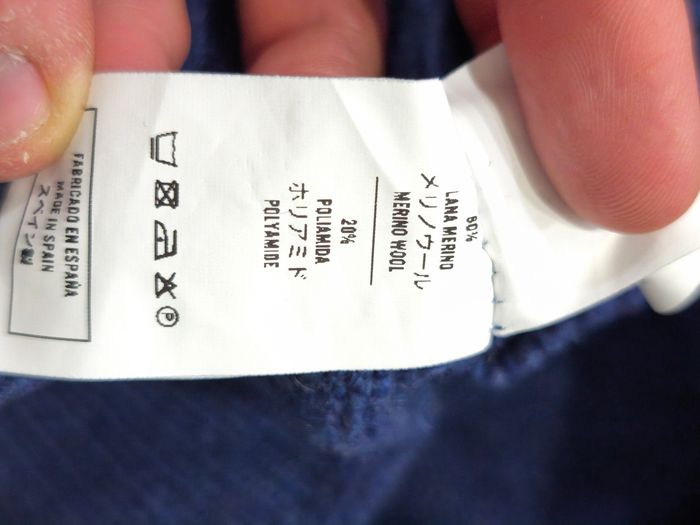 80%
LANA MERINO
メリノウール
MERINO WOOL
20%
POLIAMIDA
ポリアミド
POLYAMIDE
FABRICADO EN ESPAÑA
MADE IN SPAIN
スペイン製